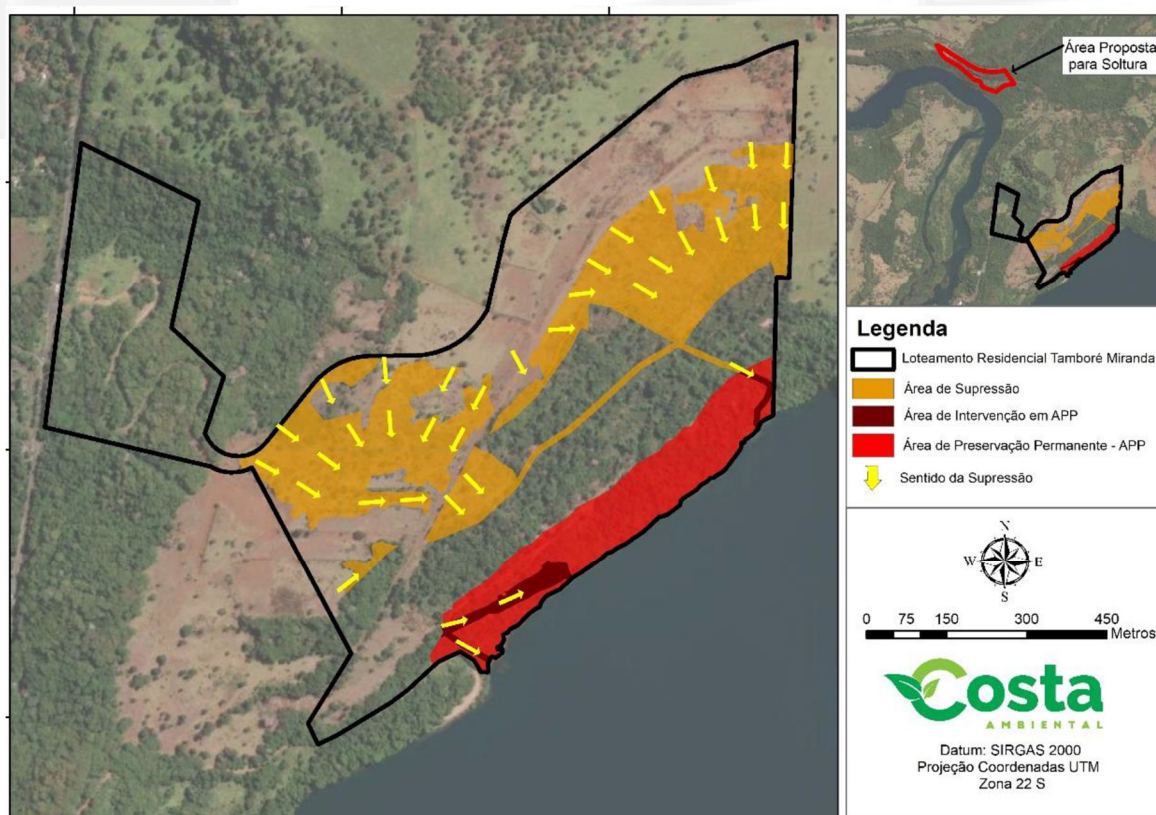 Área Proposta
para Soltura
Legenda
Loteamento Residencial Tamboré Miranda
Área de Supressão
Área de Intervenção em APP
Área de Preservação Permanente - APP
Sentido da Supressão
N
W E
S
0 75 150 300 450
Metros
Costa
AMBIENTAL
Datum: SIRGAS 2000
Projeção Coordenadas UTM
Zona 22 S